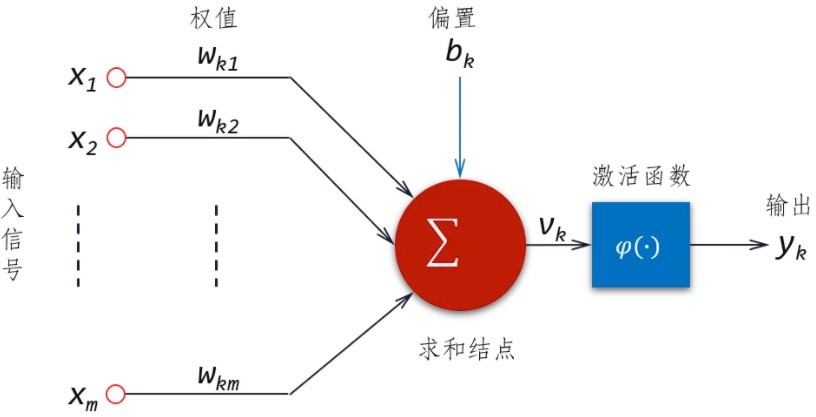 权值
偏置
w_k1
b_k
x_1
w_k2
x_2
输入信号
激活函数
输出
∑
v_k
φ(·)
y_k
求和结点
w_km
x_m